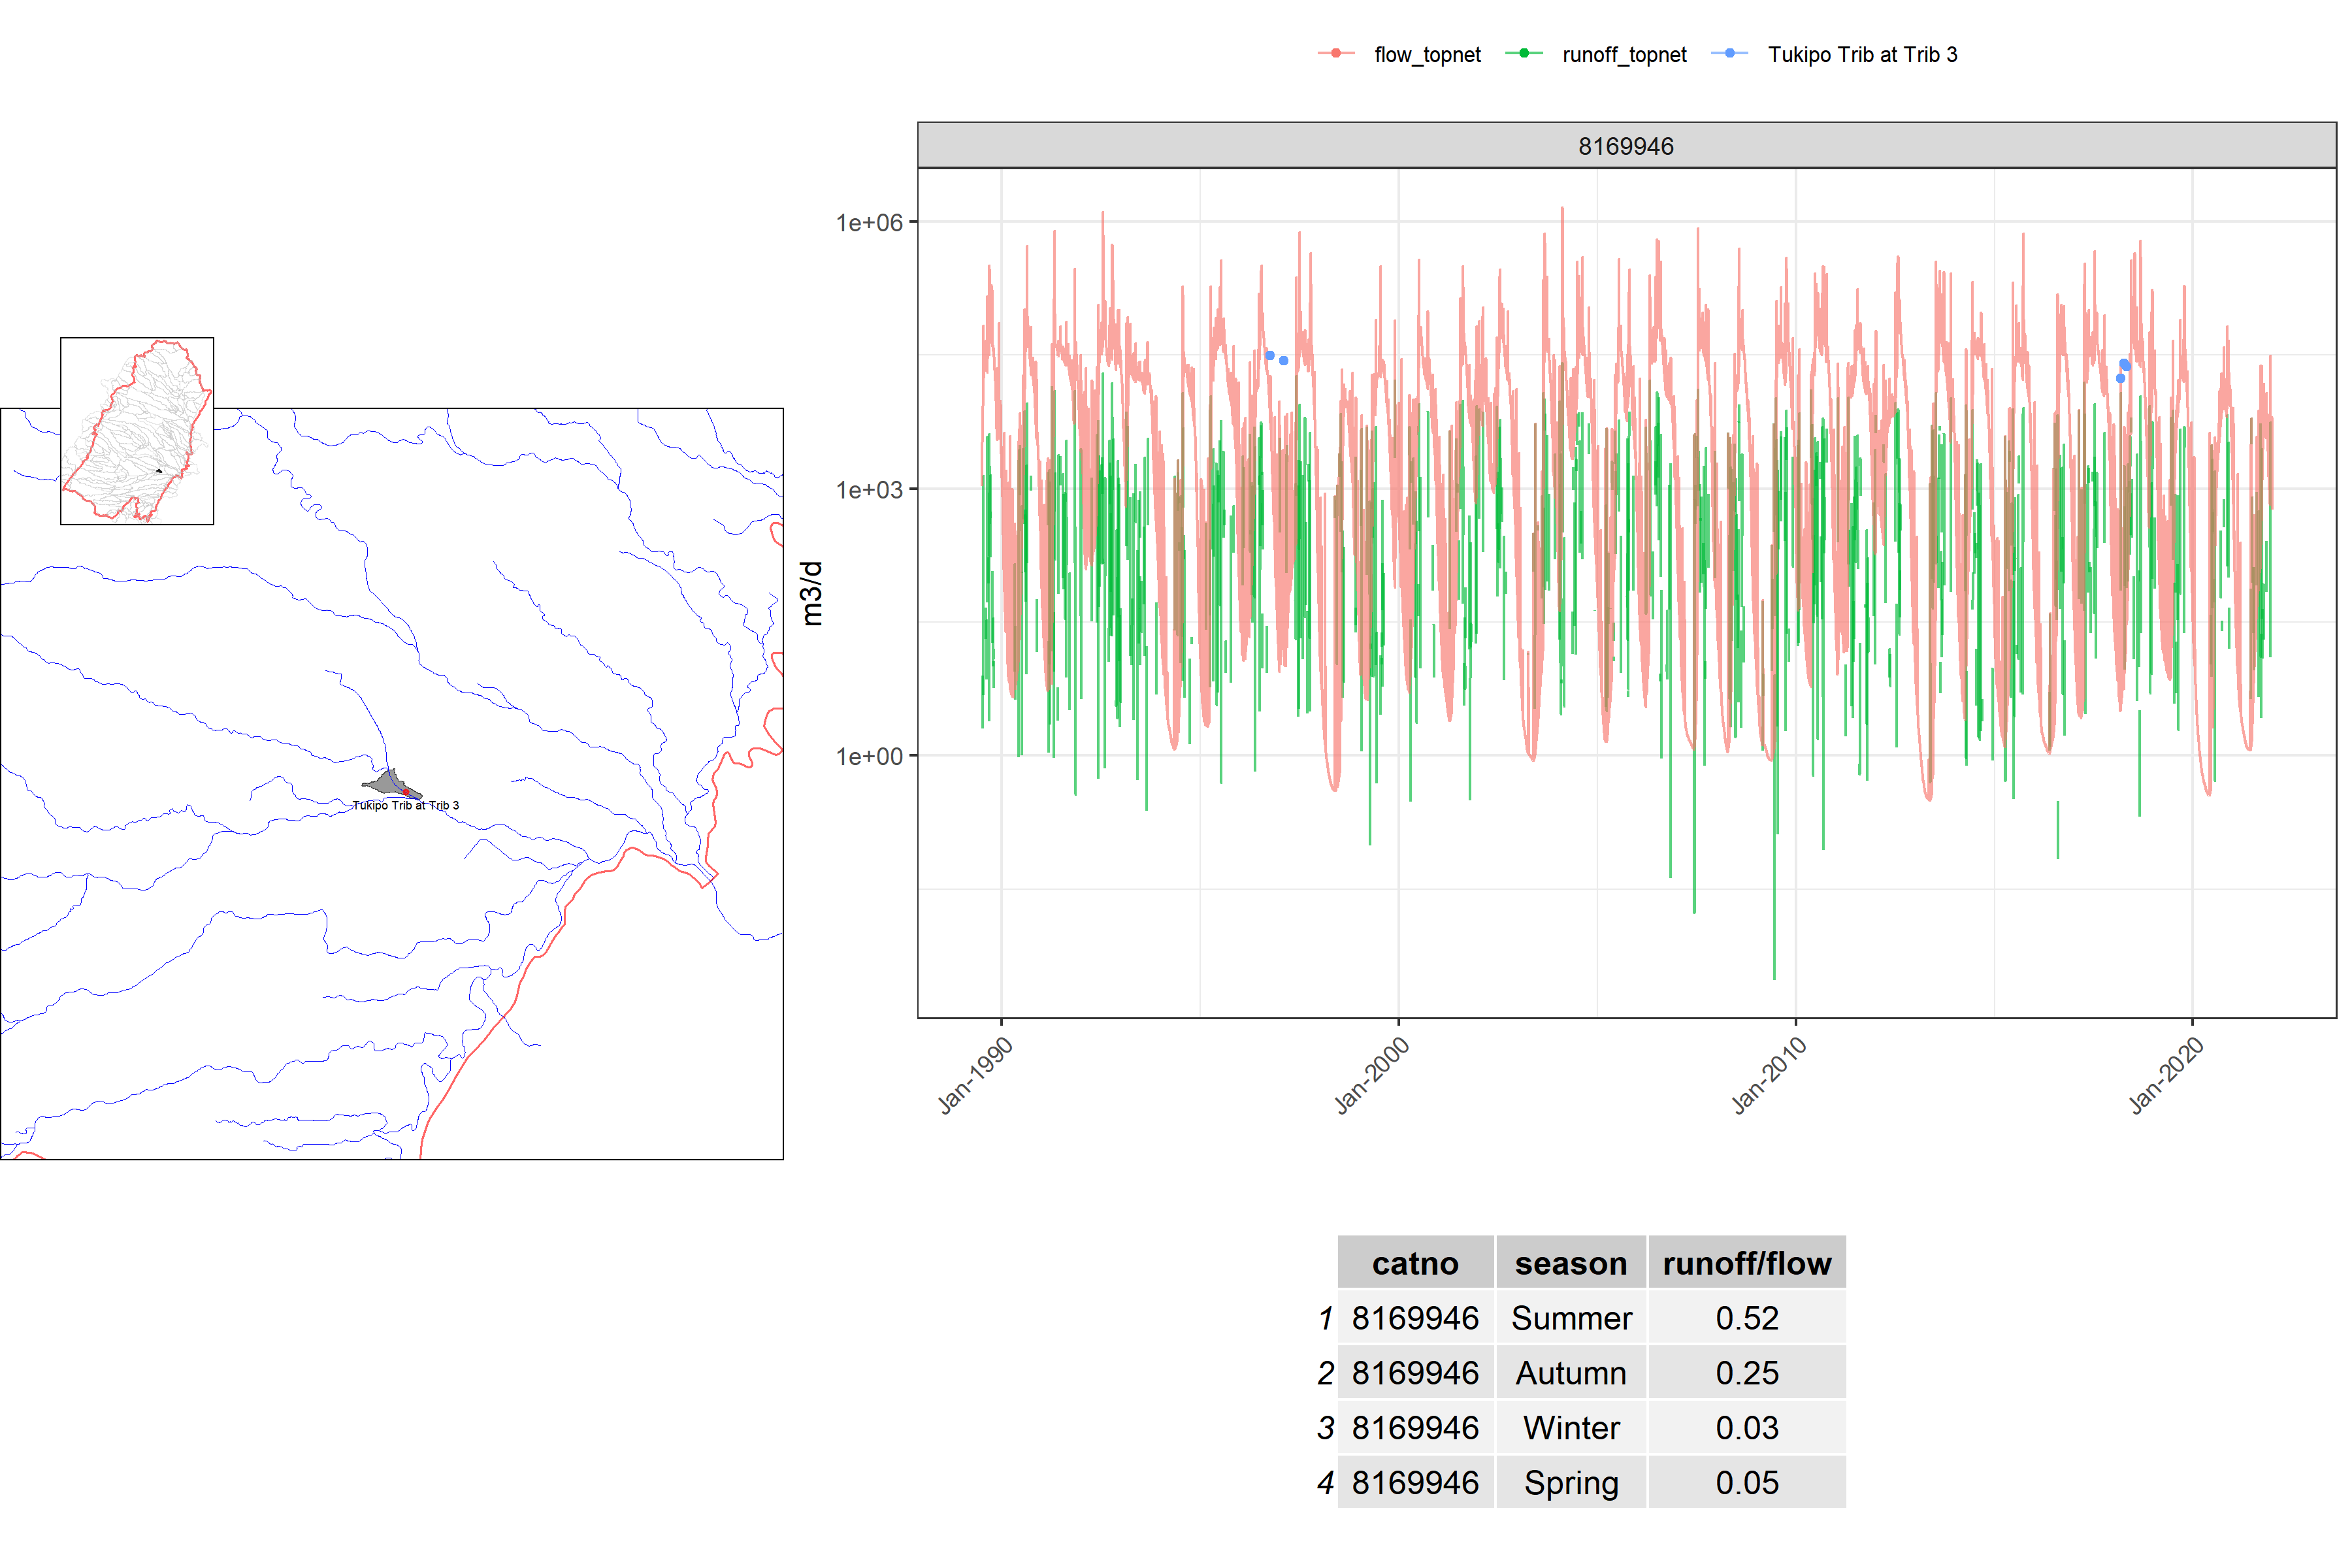 flow_topnet runoff_topnet Tukipo Trib at Trib 3
8169946
1e+06
1e+03
1e+00
m3/d
Jan-1990 Jan-2000 Jan-2010 Jan-2020
Tukipo Trib at Trib 3
catno season runoff/flow
1 8169946 Summer 0.52
2 8169946 Autumn 0.25
3 8169946 Winter 0.03
4 8169946 Spring 0.05